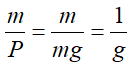 m/P = m/mg = 1/g